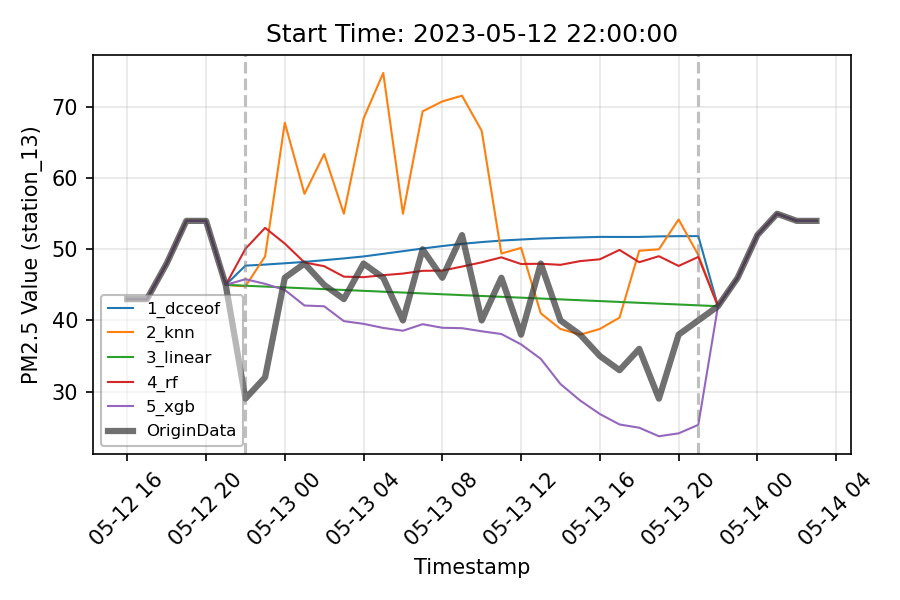 Start Time: 2023-05-12 22:00:00
PM2.5 Value (station_13)
70
60
50
40
30
1_dcceof
2_knn
3_linear
4_rf
5_xgb
OriginData
05-12 16
05-12 20
05-13 00
05-13 04
05-13 08
05-13 12
05-13 16
05-13 20
05-14 00
05-14 04
Timestamp